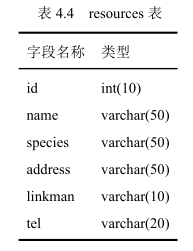 表 4.4 resources 表
字段名称 类型
id int(10)
name varchar(50)
species varchar(50)
address varchar(50)
linkman varchar(10)
tel varchar(20)